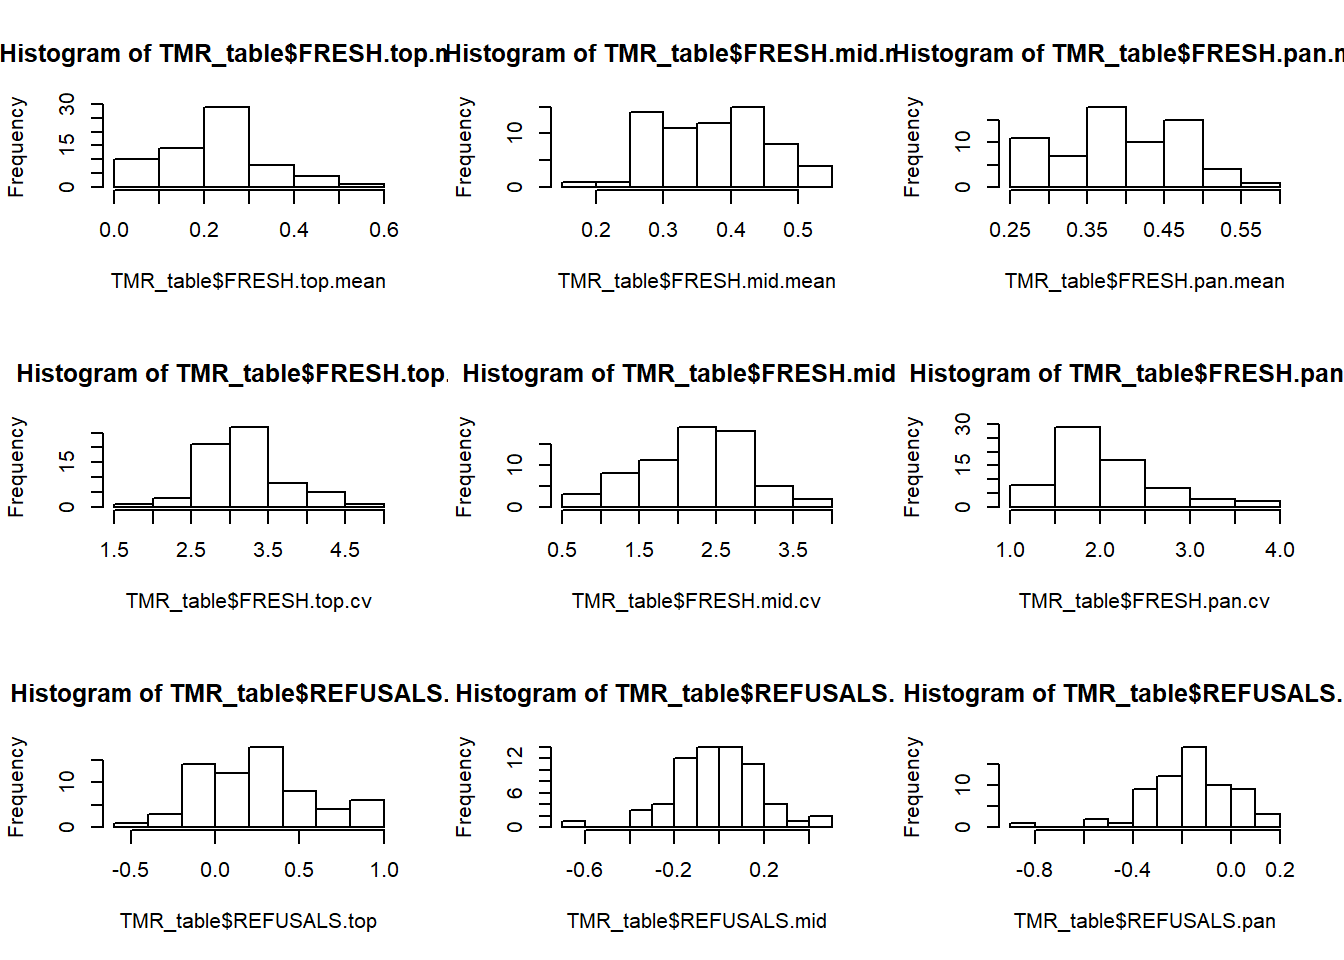 Histogram of TMR_table$FRESH.top.m
Frequency
0 15 30
0.0 0.2 0.4 0.6
TMR_table$FRESH.top.mean
Histogram of TMR_table$FRESH.mid.m
Frequency
0 10
0.2 0.3 0.4 0.5
TMR_table$FRESH.mid.mean
Histogram of TMR_table$FRESH.pan.m
Frequency
0 10
0.25 0.35 0.45 0.55
TMR_table$FRESH.pan.mean
Histogram of TMR_table$FRESH.top.
Frequency
0 15
1.5 2.5 3.5 4.5
TMR_table$FRESH.top.cv
Histogram of TMR_table$FRESH.mid
Frequency
0 10
0.5 1.5 2.5 3.5
TMR_table$FRESH.mid.cv
Histogram of TMR_table$FRESH.pan
Frequency
0 15 30
1.0 2.0 3.0 4.0
TMR_table$FRESH.pan.cv
Histogram of TMR_table$REFUSALS.
Frequency
0 10
-0.5 0.0 0.5 1.0
TMR_table$REFUSALS.top
Histogram of TMR_table$REFUSALS.
Frequency
0 6 12
-0.6 -0.2 0.2
TMR_table$REFUSALS.mid
Histogram of TMR_table$REFUSALS.
Frequency
0 10
-0.8 -0.4 0.0 0.2
TMR_table$REFUSALS.pan